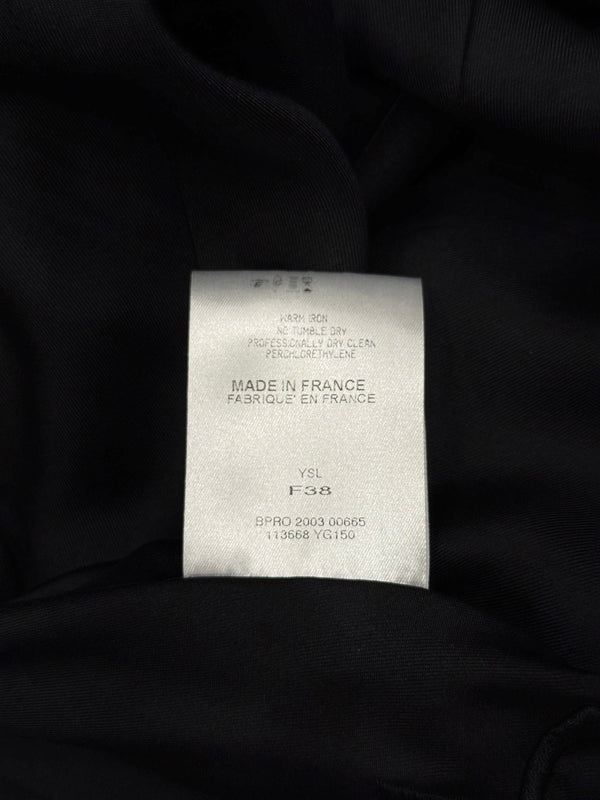 WARM IRON
NO TUMBLE DRY
PROFESSIONALLY DRY CLEAN
PERCHLORETHYLENE
MADE IN FRANCE
FABRIQUE' EN FRANCE
YSL
F38
BPRO 2003 00665
113668 YG150